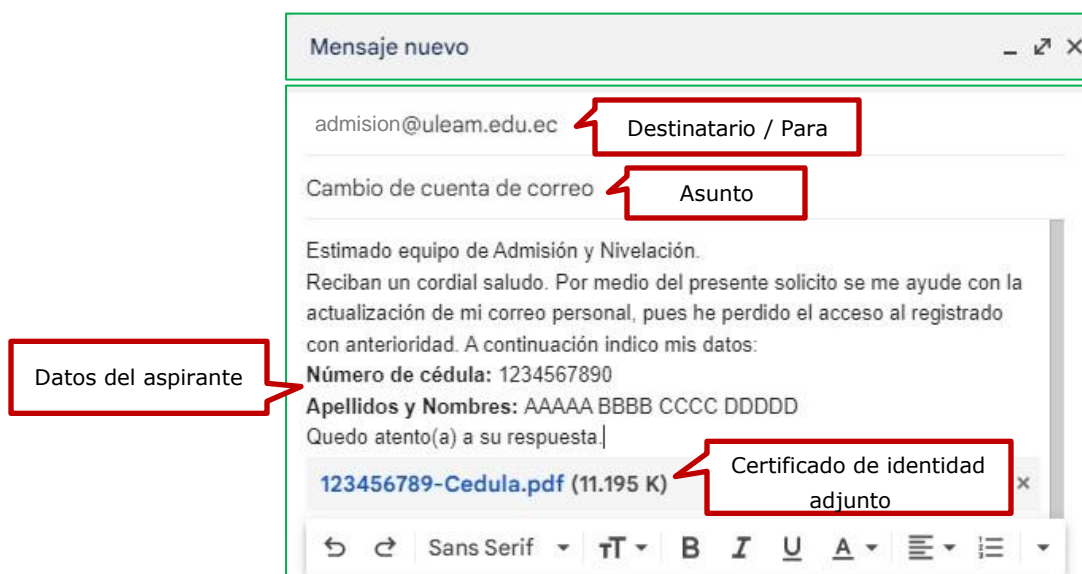 Mensaje nuevo
admision@uleam.edu.ec
Destinatario / Para
Cambio de cuenta de correo
Asunto
Estimado equipo de Admisión y Nivelación.
Reciban un cordial saludo. Por medio del presente solicito se me ayude con la
actualización de mi correo personal, pues he perdido el acceso al registrado
con anterioridad. A continuación indico mis datos:
Datos del aspirante
Número de cédula: 1234567890
Apellidos y Nombres: AAAAA BBBB CCCC DDDDD
Quedo atento(a) a su respuesta.
123456789-Cedula.pdf (11.195 K)
Certificado de identidad
adjunto
Sans Serif